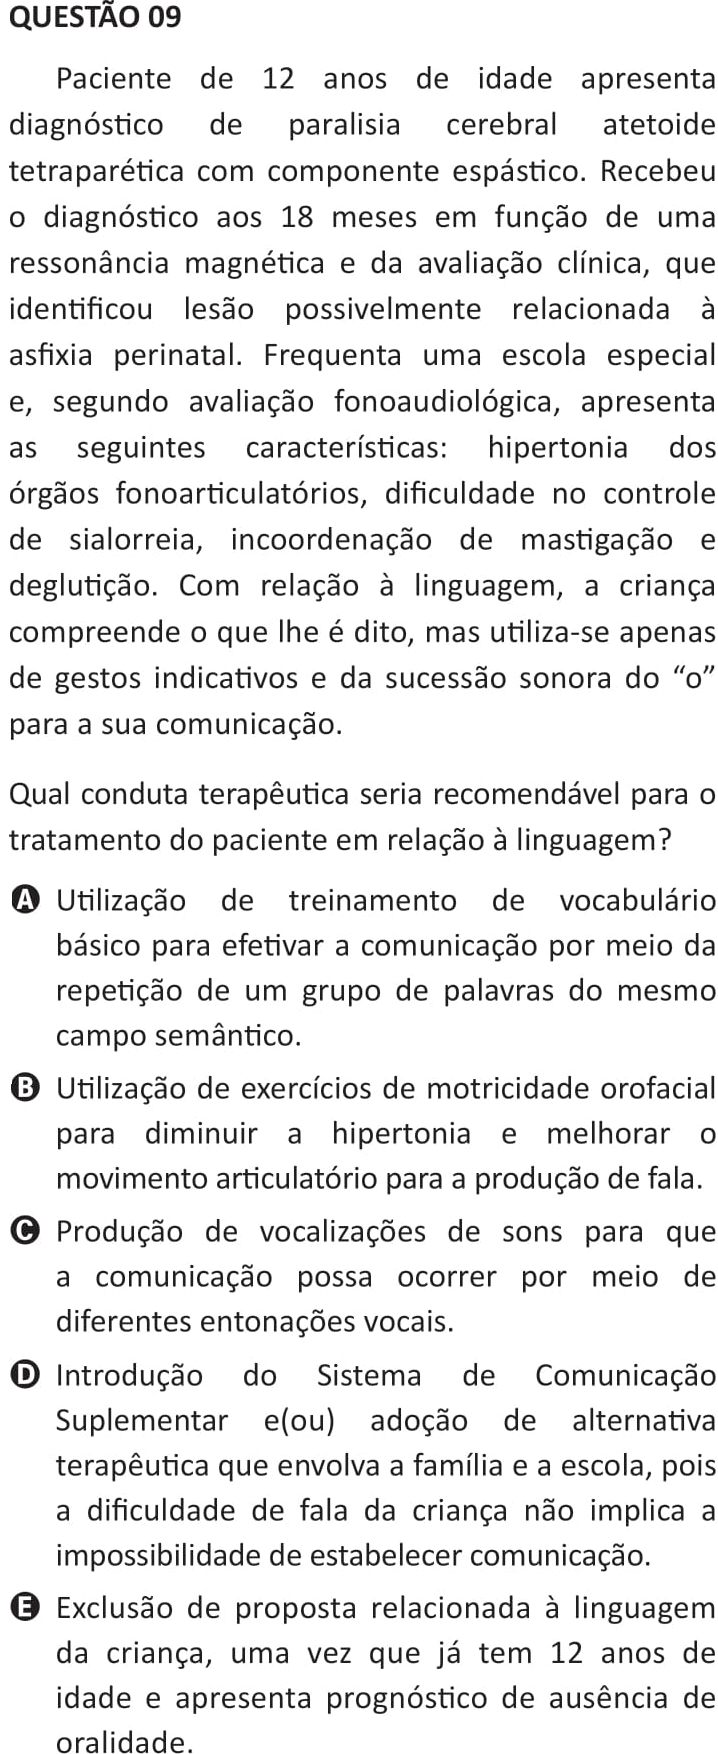 QUESTÃO 09
Paciente de 12 anos de idade apresenta
diagnóstico de paralisia cerebral atetoide
tetraparética com componente espástico. Recebeu
o diagnóstico aos 18 meses em função de uma
ressonância magnética e da avaliação clínica, que
identificou lesão possivelmente relacionada à
asfixia perinatal. Frequenta uma escola especial
e, segundo avaliação fonoaudiológica, apresenta
as seguintes características: hipertonia dos
órgãos fonoarticulatórios, dificuldade no controle
de sialorreia, incoordenação de mastigação e
deglutição. Com relação à linguagem, a criança
compreende o que lhe é dito, mas utiliza-se apenas
de gestos indicativos e da sucessão sonora do “o”
para a sua comunicação.
Qual conduta terapêutica seria recomendável para o
tratamento do paciente em relação à linguagem?
A Utilização de treinamento de vocabulário
básico para efetivar a comunicação por meio da
repetição de um grupo de palavras do mesmo
campo semântico.
B Utilização de exercícios de motricidade orofacial
para diminuir a hipertonia e melhorar o
movimento articulatório para a produção de fala.
C Produção de vocalizações de sons para que
a comunicação possa ocorrer por meio de
diferentes entonações vocais.
D Introdução do Sistema de Comunicação
Suplementar e(ou) adoção de alternativa
terapêutica que envolva a família e a escola, pois
a dificuldade de fala da criança não implica a
impossibilidade de estabelecer comunicação.
E Exclusão de proposta relacionada à linguagem
da criança, uma vez que já tem 12 anos de
idade e apresenta prognóstico de ausência de
oralidade.